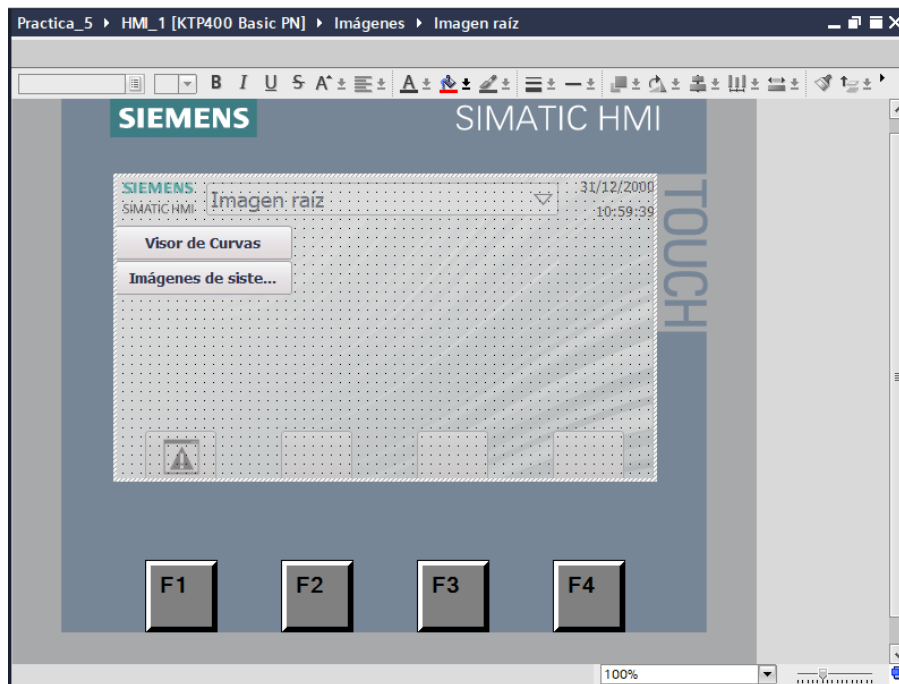 Practica_5 ▸ HMI_1 [KTP400 Basic PN] ▸ Imágenes ▸ Imagen raíz
B I U S A A
SIEMENS
SIMATIC HMI
TOUCH
SIEMENS
SIMATIC HMI
Imagen raíz
31/12/2000
10:59:39
Visor de Curvas
Imágenes de siste...
F1 F2 F3 F4
100%